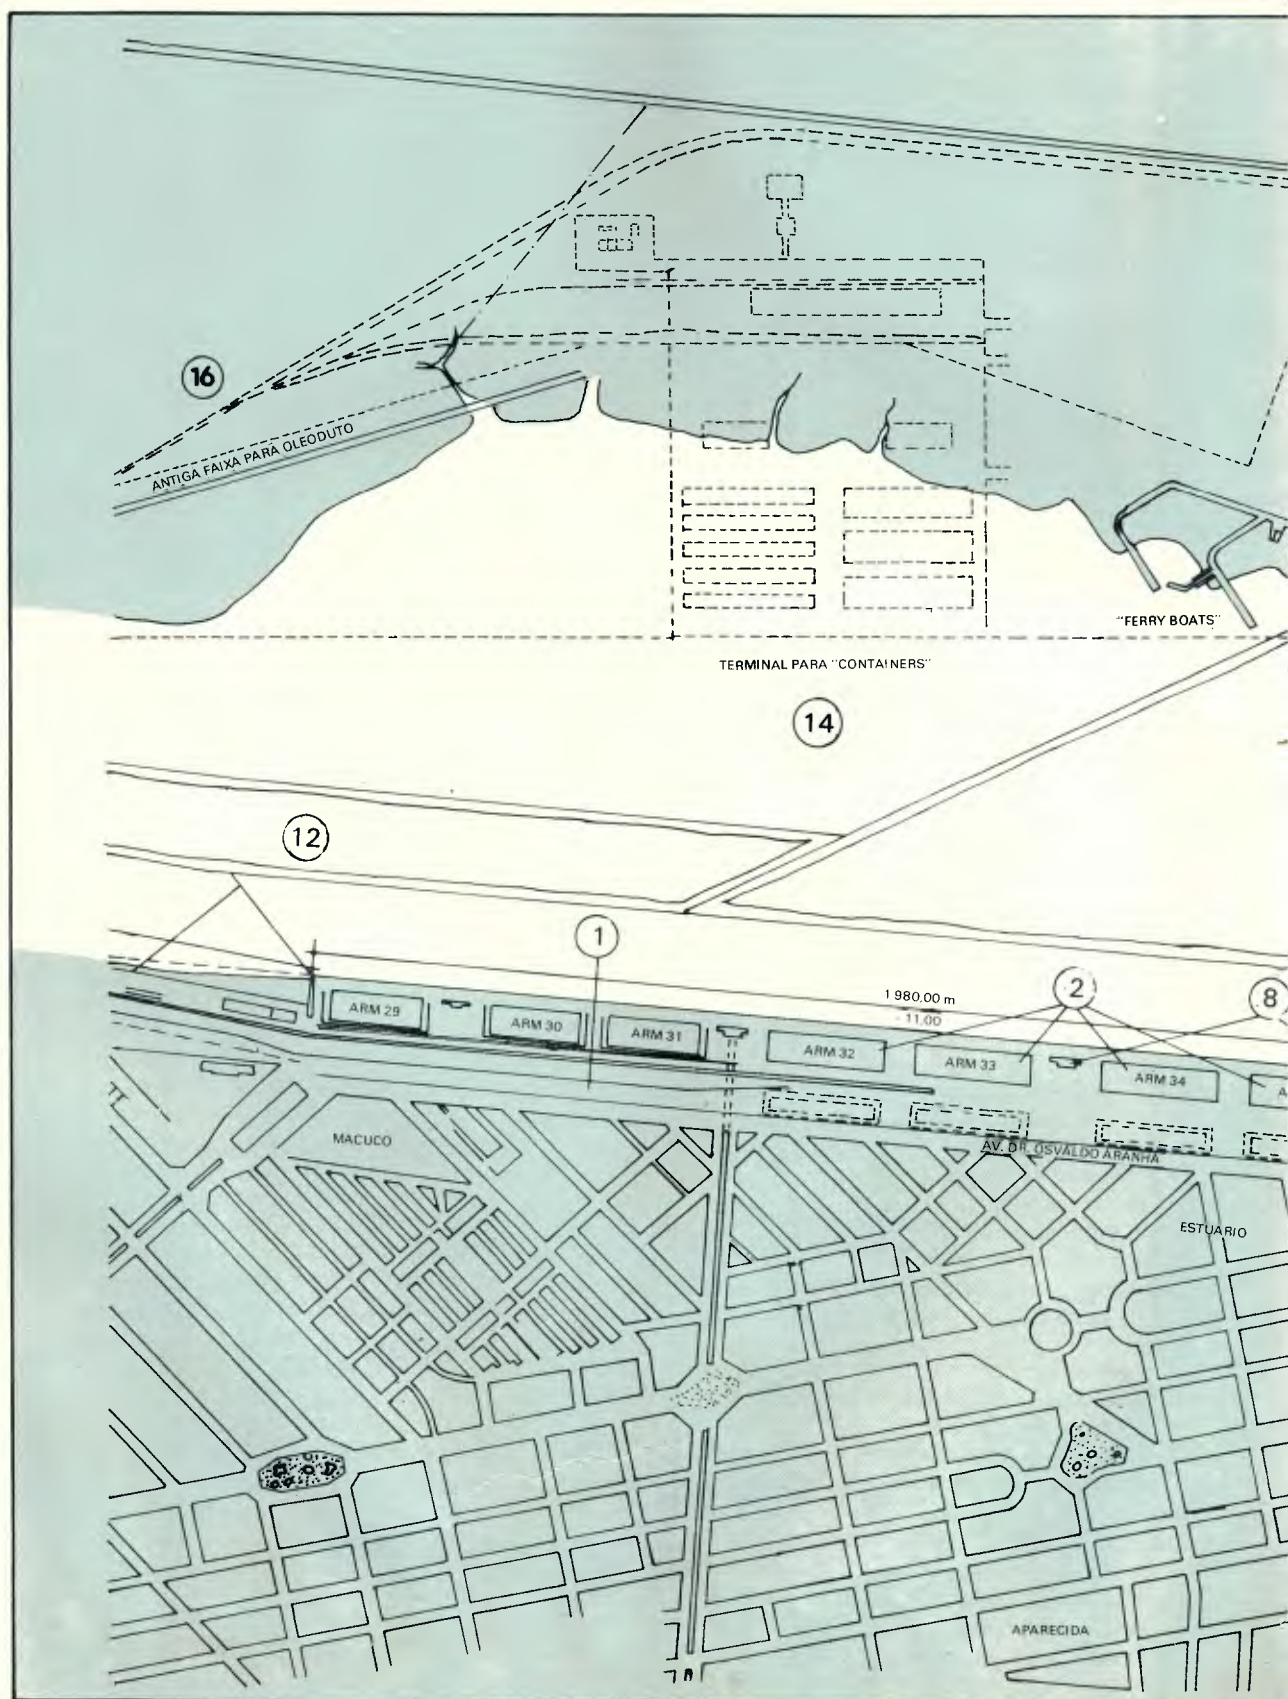 16
ANTIGA FAIXA PARA OLEODUTO
"FERRY BOATS"
TERMINAL PARA "CONTAINERS"
14
12
1
1 980,00 m
- 11,00
2
8
ARM 29
ARM 30
ARM 31
ARM 32
ARM 33
ARM 34
A
MACUCO
AV. DR. OSVALDO ARANHA
ESTUARIO
APARECIDA